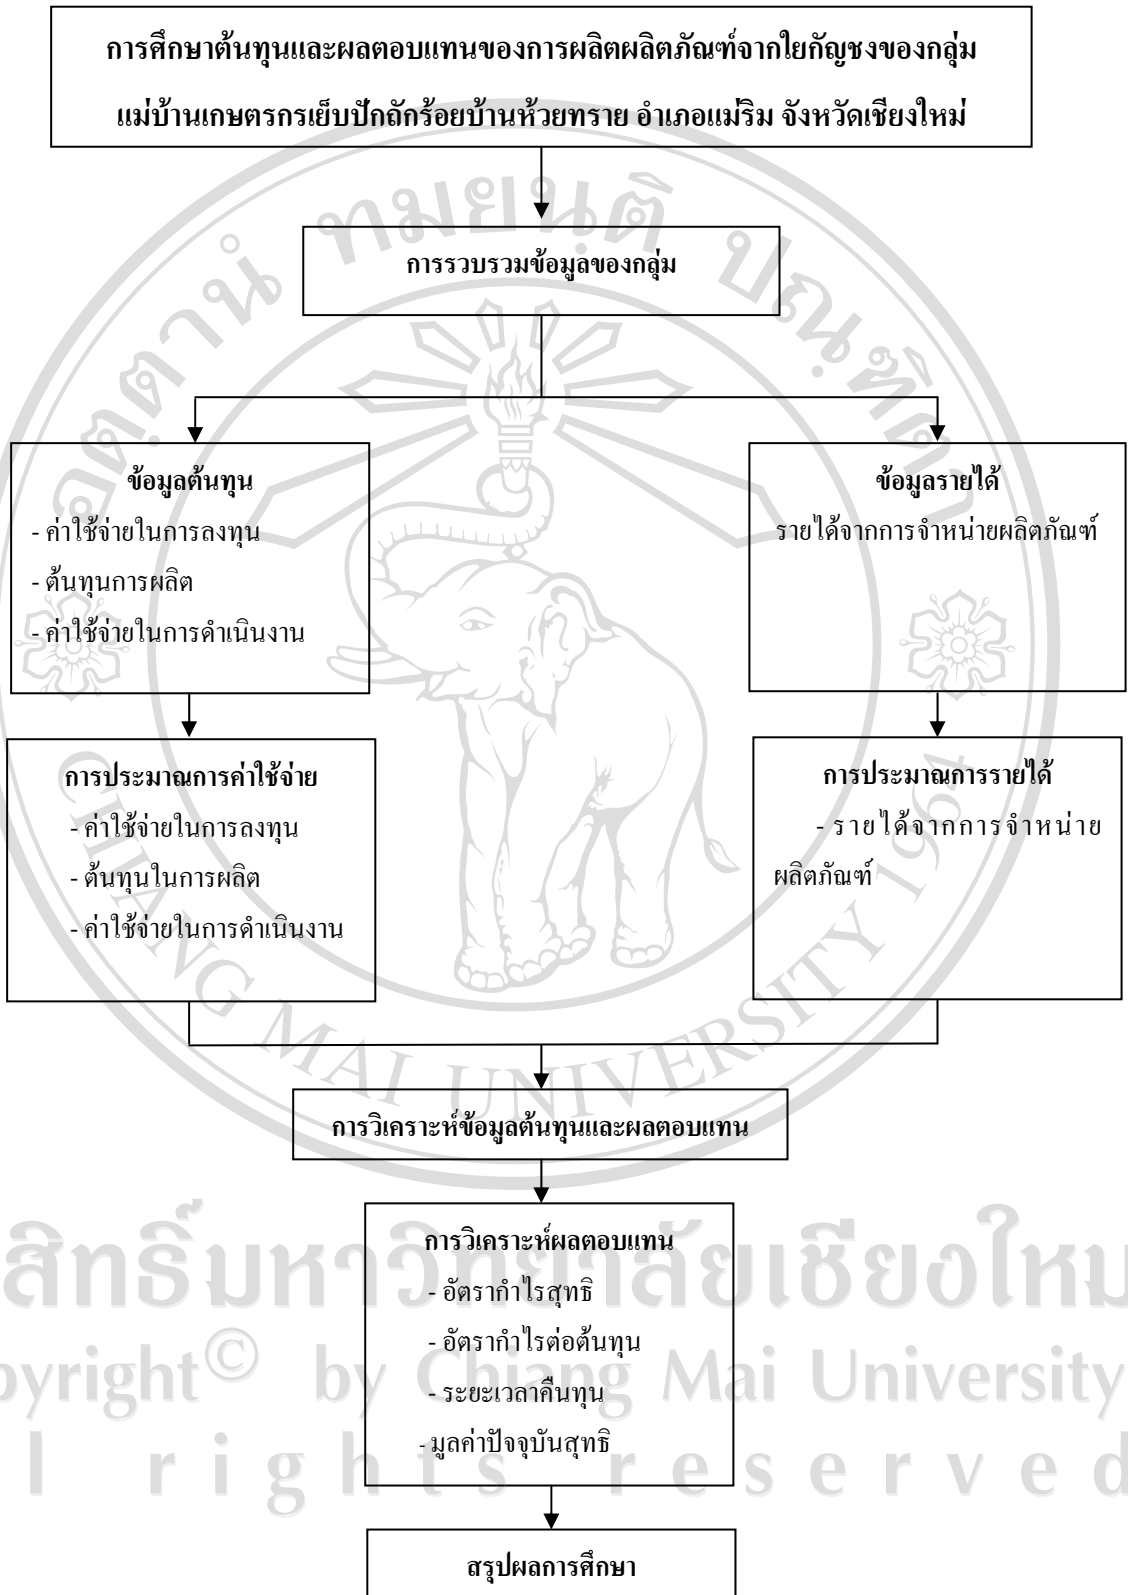 การศึกษาต้นทุนและผลตอบแทนของการผลิตผลิตภัณฑ์จากใยกัญชงของกลุ่ม
แม่บ้านเกษตรกรเย็บปักถักร้อยบ้านห้วยทราย อำเภอแม่ริม จังหวัดเชียงใหม่
การรวบรวมข้อมูลของกลุ่ม
ข้อมูลต้นทุน
- ค่าใช้จ่ายในการลงทุน
- ต้นทุนการผลิต
- ค่าใช้จ่ายในการดำเนินงาน
ข้อมูลรายได้
รายได้จากการจำหน่ายผลิตภัณฑ์
การประมาณการค่าใช้จ่าย
- ค่าใช้จ่ายในการลงทุน
- ต้นทุนในการผลิต
- ค่าใช้จ่ายในการดำเนินงาน
การประมาณการรายได้
- รายได้จากการจำหน่าย
ผลิตภัณฑ์
การวิเคราะห์ข้อมูลต้นทุนและผลตอบแทน
การวิเคราะห์ผลตอบแทน
- อัตรากำไรสุทธิ
- อัตรากำไรต่อต้นทุน
- ระยะเวลาคืนทุน
- มูลค่าปัจจุบันสุทธิ
สรุปผลการศึกษา
CHIANG MAI UNIVERSITY 1964
สิทธิ์มหาวิทยาลัยเชียงใหม
pyright© by Chiang Mai University
l rights reserved